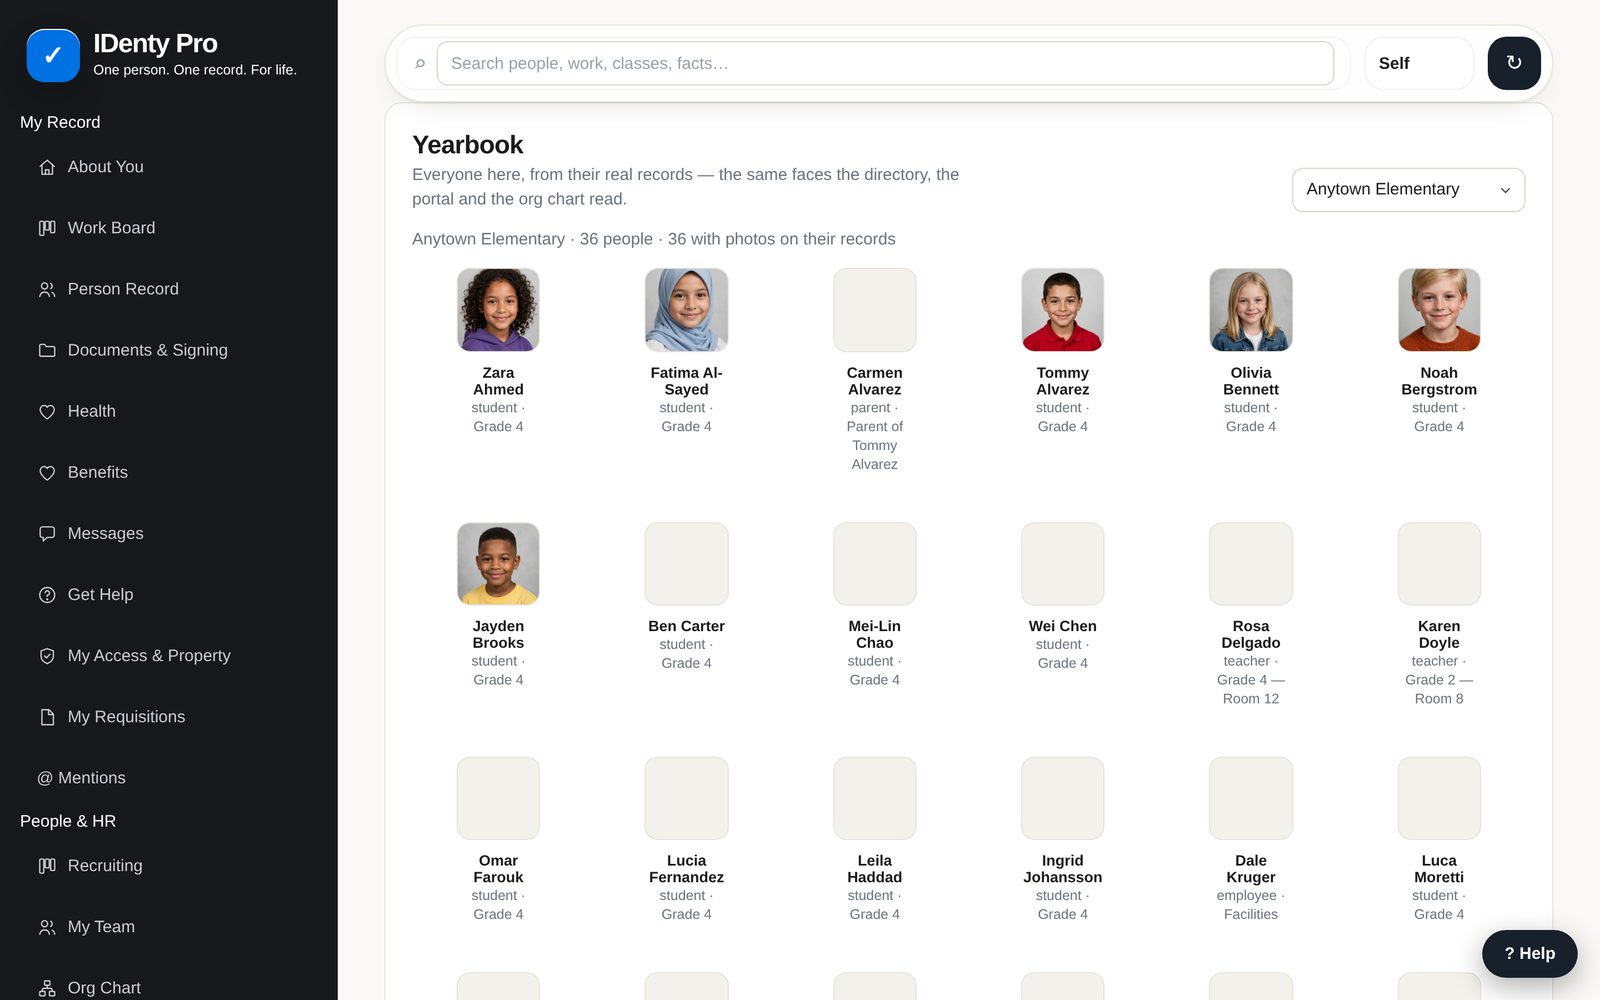 IDenty Pro
One person. One record. For life.
My Record
About You
Work Board
Person Record
Documents & Signing
Health
Benefits
Messages
Get Help
My Access & Property
My Requisitions
@ Mentions
People & HR
Recruiting
My Team
Org Chart
Search people, work, classes, facts…
Self
Yearbook
Everyone here, from their real records — the same faces the directory, the
portal and the org chart read.
Anytown Elementary
Anytown Elementary · 36 people · 36 with photos on their records
Zara
Ahmed
student ·
Grade 4
Fatima Al-
Sayed
student ·
Grade 4
Carmen
Alvarez
parent ·
Parent of
Tommy
Alvarez
Tommy
Alvarez
student ·
Grade 4
Olivia
Bennett
student ·
Grade 4
Noah
Bergstrom
student ·
Grade 4
Jayden
Brooks
student ·
Grade 4
Ben Carter
student ·
Grade 4
Mei-Lin
Chao
student ·
Grade 4
Wei Chen
student ·
Grade 4
Rosa
Delgado
teacher ·
Grade 4 —
Room 12
Karen
Doyle
teacher ·
Grade 2 —
Room 8
Omar
Farouk
student ·
Grade 4
Lucia
Fernandez
student ·
Grade 4
Leila
Haddad
student ·
Grade 4
Ingrid
Johansson
student ·
Grade 4
Dale
Kruger
employee ·
Facilities
Luca
Moretti
student ·
Grade 4
? Help